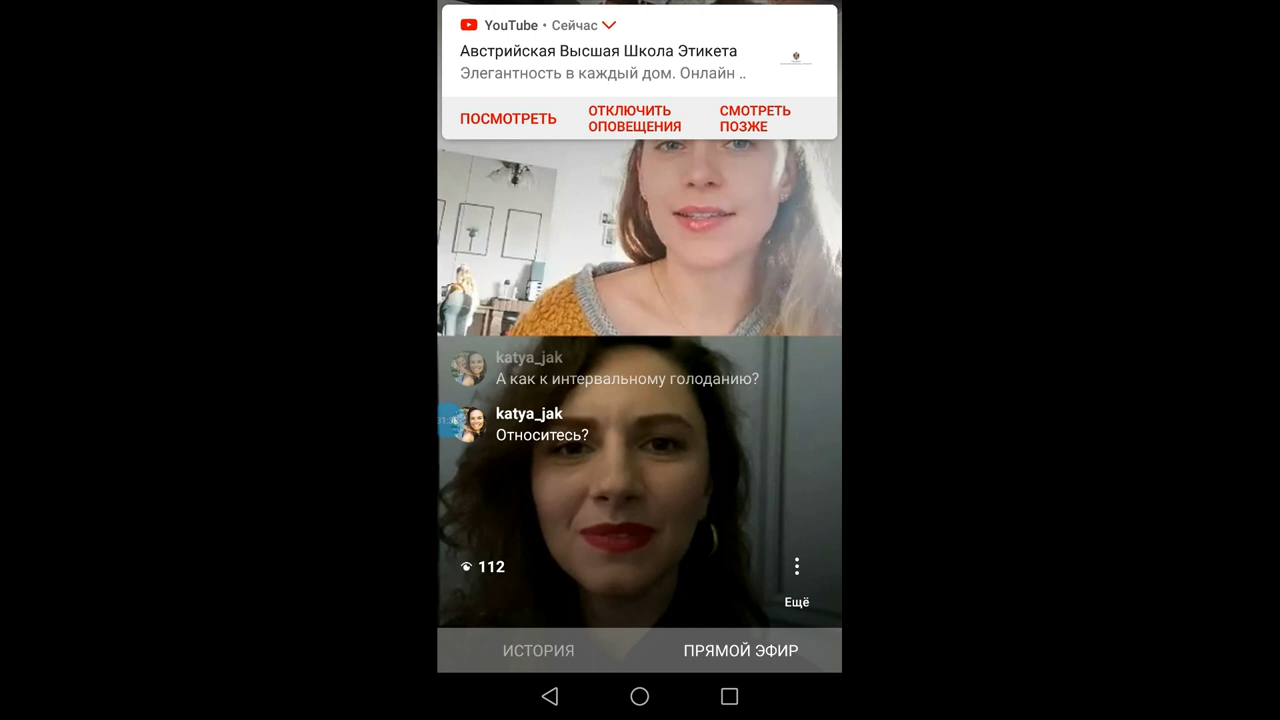 YouTube • Сейчас
Австрийская Высшая Школа Этикета
Элегантность в каждый дом. Онлайн ..
ПОСМОТРЕТЬ
ОТКЛЮЧИТЬ
ОПОВЕЩЕНИЯ
СМОТРЕТЬ
ПОЗЖЕ
katya_jak
А как к интервальному голоданию?
katya_jak
Относитесь?
112
Ещё
ИСТОРИЯ
ПРЯМОЙ ЭФИР